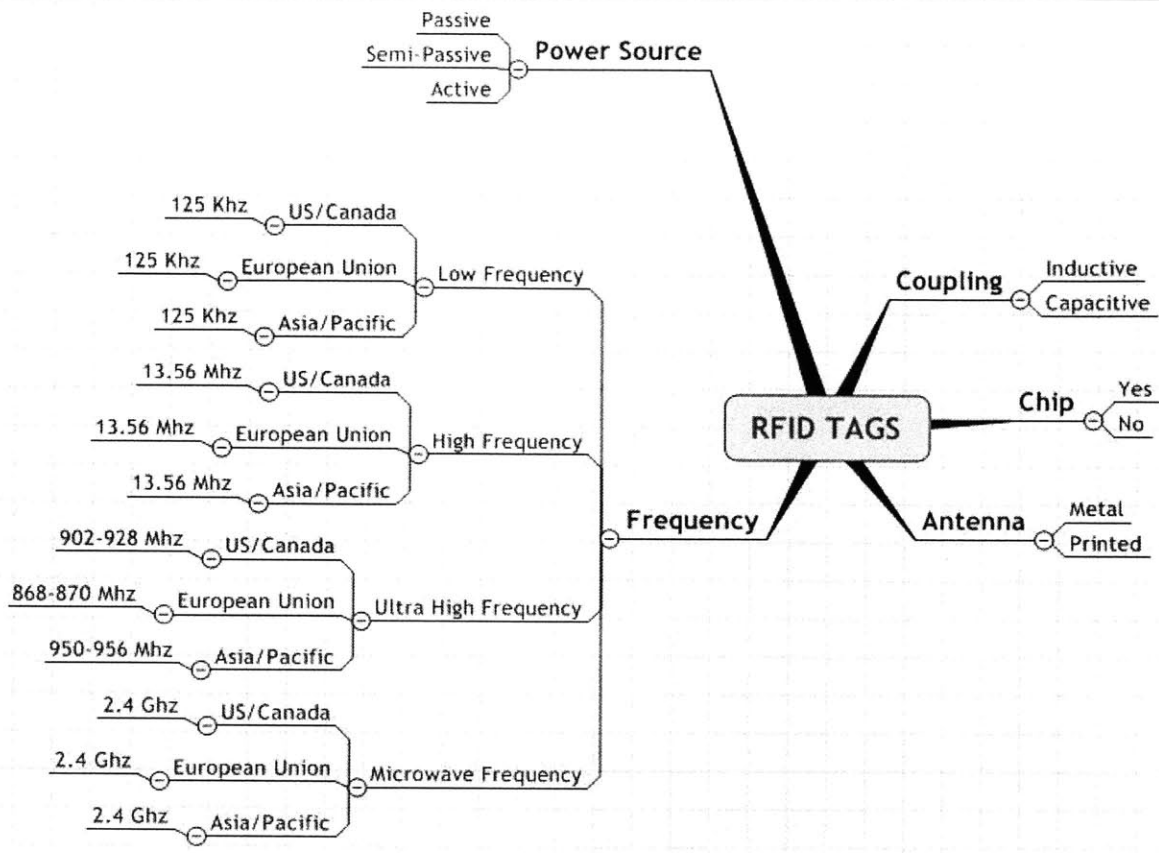 Passive
Semi-Passive
Active
Power Source
125 Khz
US/Canada
125 Khz
European Union
125 Khz
Asia/Pacific
Low Frequency
13.56 Mhz
US/Canada
13.56 Mhz
European Union
13.56 Mhz
Asia/Pacific
High Frequency
902-928 Mhz
US/Canada
868-870 Mhz
European Union
950-956 Mhz
Asia/Pacific
Ultra High Frequency
2.4 Ghz
US/Canada
2.4 Ghz
European Union
2.4 Ghz
Asia/Pacific
Microwave Frequency
Frequency
RFID TAGS
Coupling
Inductive
Capacitive
Chip
Yes
No
Antenna
Metal
Printed